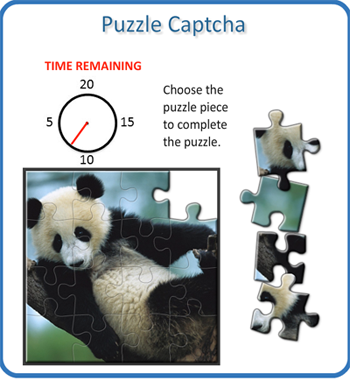 Puzzle Captcha
TIME REMAINING
20
5
15
10
Choose the
puzzle piece
to complete
the puzzle.